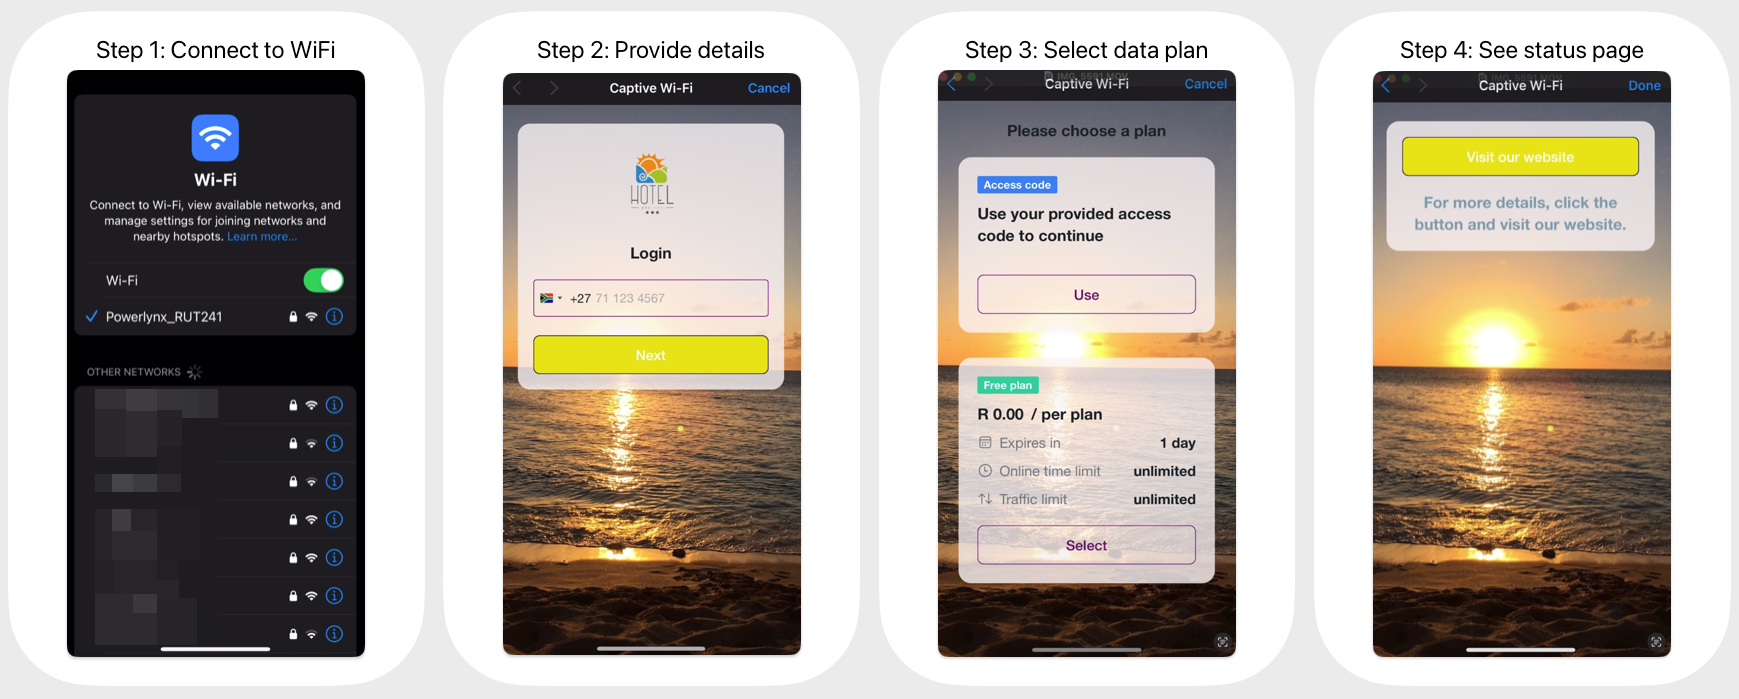 Step 1: Connect to WiFi
Wi-Fi
Connect to Wi-Fi, view available networks, and
manage settings for joining networks and
nearby hotspots. Learn more...
Wi-Fi
Powerlynx_RUT241
OTHER NETWORKS
Step 2: Provide details
Captive Wi-Fi
Cancel
HOTEL
Login
+27 71 123 4567
Next
Step 3: Select data plan
IMG_5591.MOV
Captive Wi-Fi
Cancel
Please choose a plan
Access code
Use your provided access
code to continue
Use
Free plan
R 0.00 / per plan
Expires in 1 day
Online time limit unlimited
Traffic limit unlimited
Select
Step 4: See status page
IMG_5591.MOV
Captive Wi-Fi
Done
Visit our website
For more details, click the
button and visit our website.